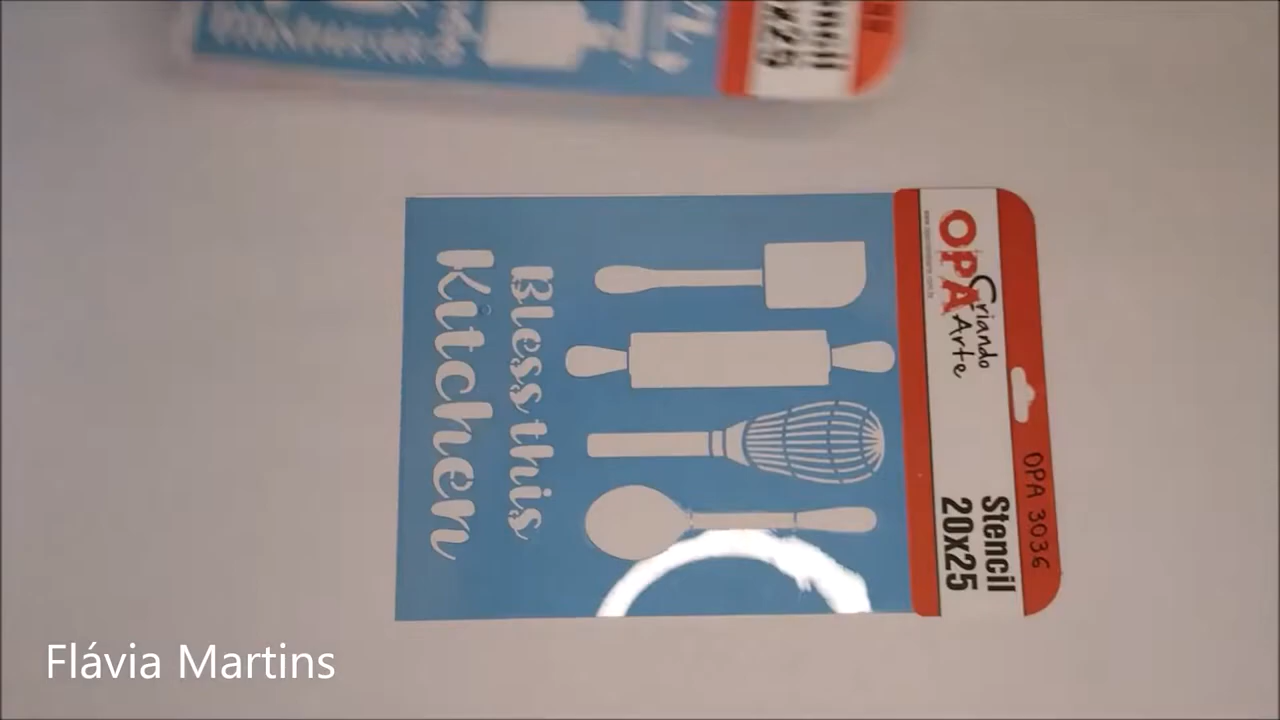 OPA
Criando
Arte
OPA 3036
Stencil
20x25
Bless this
Kitchen
Flávia Martins